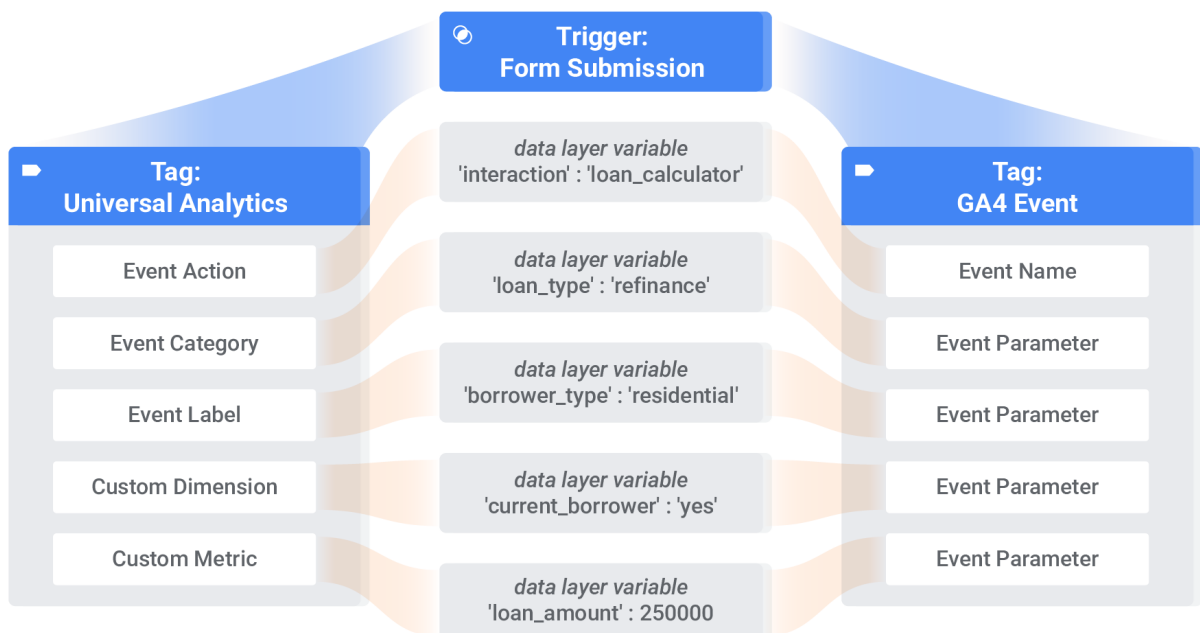 Trigger:
Form Submission
Tag:
Universal Analytics
Event Action
Event Category
Event Label
Custom Dimension
Custom Metric
data layer variable
'interaction' : 'loan_calculator'
data layer variable
'loan_type' : 'refinance'
data layer variable
'borrower_type' : 'residential'
data layer variable
'current_borrower' : 'yes'
data layer variable
'loan_amount' : 250000
Tag:
GA4 Event
Event Name
Event Parameter
Event Parameter
Event Parameter
Event Parameter